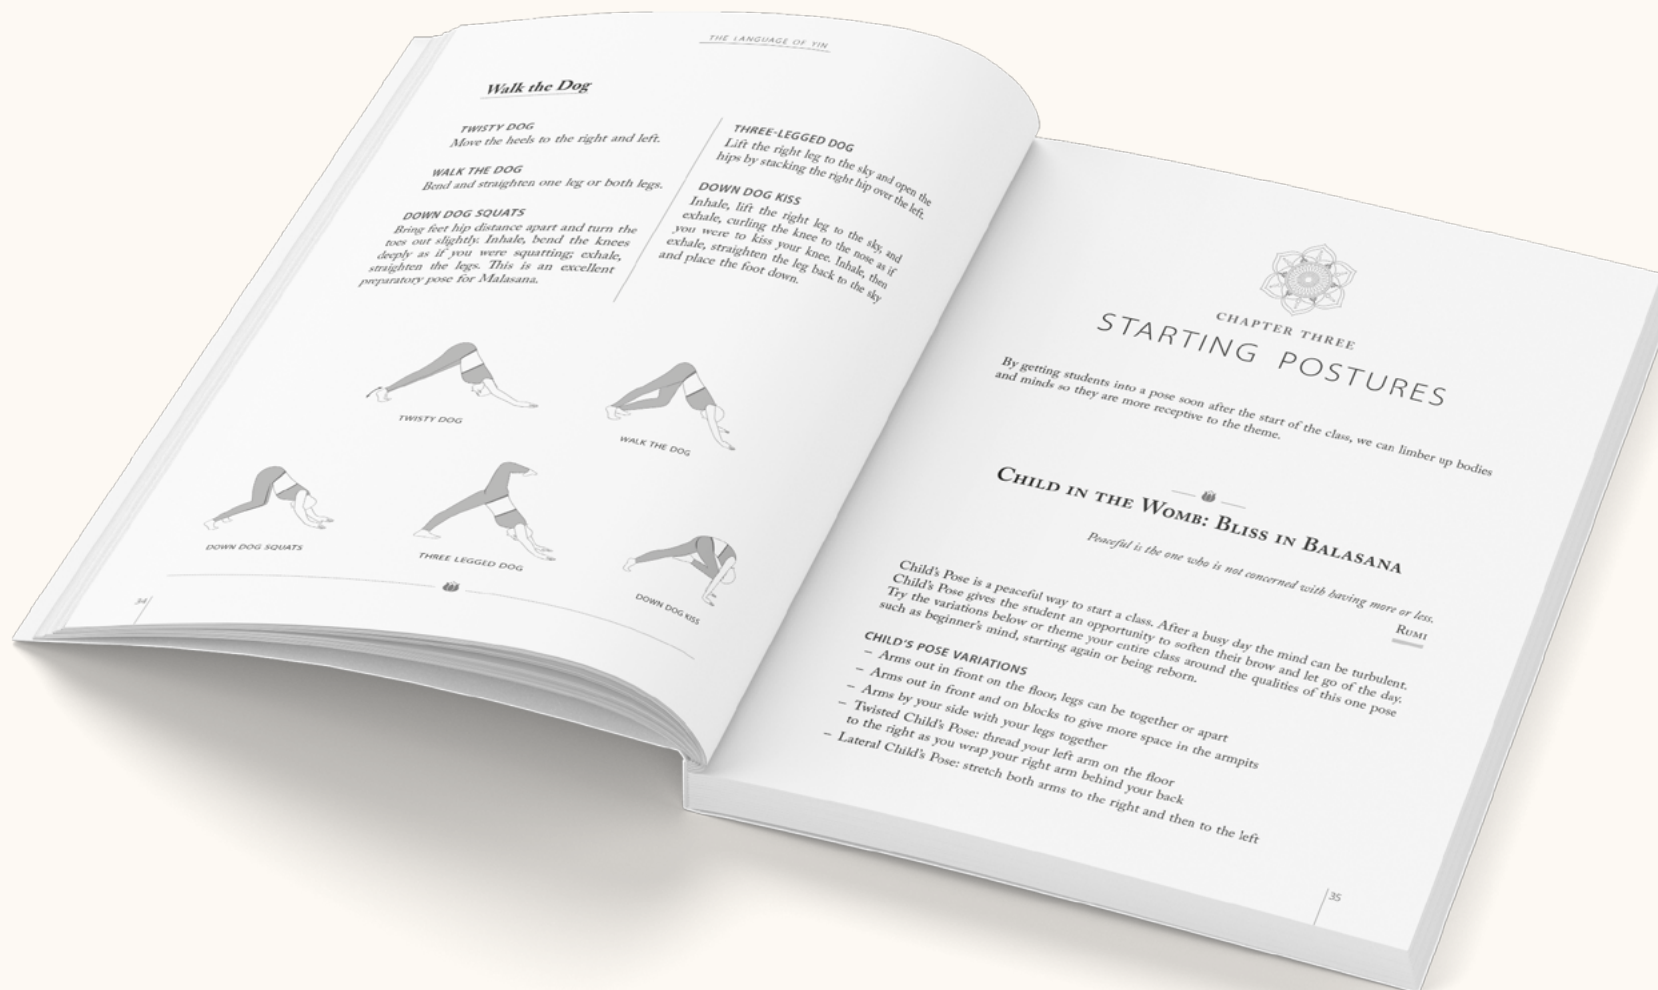 THE LANGUAGE OF YIN
Walk the Dog
TWISTY DOG
Move the heels to the right and left.
WALK THE DOG
Bend and straighten one leg or both legs.
DOWN DOG SQUATS
Bring feet hip distance apart and turn the
toes out slightly. Inhale, bend the knees
deeply as if you were squatting; exhale,
straighten the legs. This is an excellent
preparatory pose for Malasana.
THREE-LEGGED DOG
Lift the right leg to the sky and open the
hips by stacking the right hip over the left.
DOWN DOG KISS
Inhale, lift the right leg to the sky, and
exhale, curling the knee to the nose as if
you were to kiss your knee. Inhale, then
exhale, straighten the leg back to the sky
and place the foot down.
TWISTY DOG
WALK THE DOG
DOWN DOG SQUATS
THREE LEGGED DOG
DOWN DOG KISS
34
CHAPTER THREE
STARTING POSTURES
By getting students into a pose soon after the start of the class, we can limber up bodies
and minds so they are more receptive to the theme.
CHILD IN THE WOMB: BLISS IN BALASANA
Peaceful is the one who is not concerned with having more or less.
RUMI
Child's Pose is a peaceful way to start a class. After a busy day the mind can be turbulent.
Child's Pose gives the student an opportunity to soften their brow and let go of the day.
Try the variations below or theme your entire class around the qualities of this one pose
such as beginner's mind, starting again or being reborn.
CHILD'S POSE VARIATIONS
– Arms out in front on the floor, legs can be together or apart
– Arms out in front and on blocks to give more space in the armpits
– Arms by your side with your legs together
– Twisted Child's Pose: thread your left arm on the floor
to the right as you wrap your right arm behind your back
– Lateral Child's Pose: stretch both arms to the right and then to the left
35